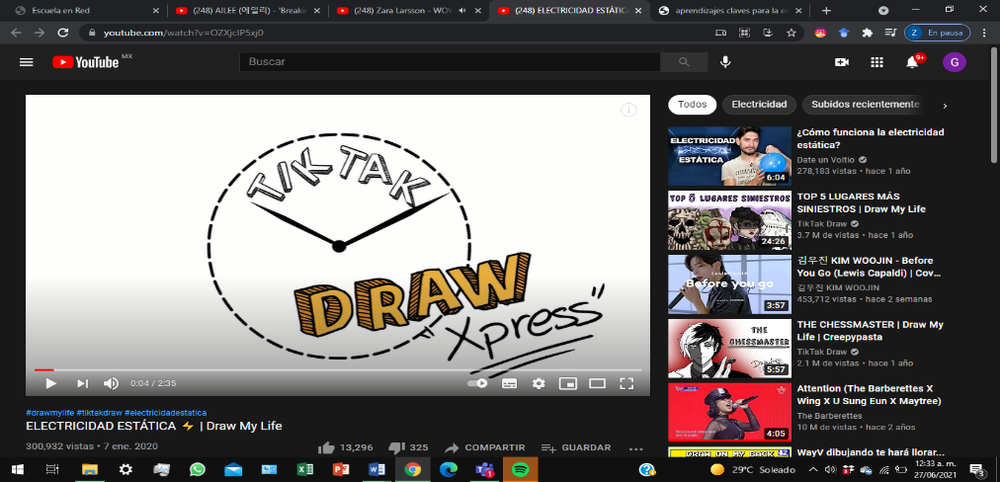 Escuela en Red
(248) AILEE (에일리) - "Breakin
(248) Zara Larsson - WOW
(248) ELECTRICIDAD ESTÁTIC
aprendizajes claves para la e
youtube.com/watch?v=OZXjcIP5xj0
Z En pausa
YouTube MX
Buscar
9+
G
TIK TAK
DRAW
"Xpress"
0:04 / 2:35
#drawmylife #tiktakdraw #electricidadestatica
ELECTRICIDAD ESTÁTICA ⚡ | Draw My Life
300,932 vistas • 7 ene. 2020
13,296
325
COMPARTIR
GUARDAR
Todos
Electricidad
Subidos recientemente
ELECTRICIDAD
ESTÁTICA
6:04
¿Cómo funciona la electricidad
estática?
Date un Voltio
278,183 vistas • hace 1 año
TOP 5 LUGARES SINIESTROS
24:26
TOP 5 LUGARES MÁS
SINIESTROS | Draw My Life
TikTak Draw
3.7 M de vistas • hace 1 año
Before you go
3:57
김우진 KIM WOOJIN - Before
You Go (Lewis Capaldi) | Cov...
김우진 KIM WOOJIN
453,712 vistas • hace 2 semanas
THE
CHESSMASTER
5:57
THE CHESSMASTER | Draw My
Life | Creepypasta
TikTak Draw
2.1 M de vistas • hace 1 año
4:05
Attention (The Barberettes X
Wing X U Sung Eun X Maytree)
The Barberettes
10 M de vistas • hace 2 años
DRAW ON MY BACK
WayV dibujando te hará llorar...
29°C Soleado
12:33 a. m.
27/06/2021
3